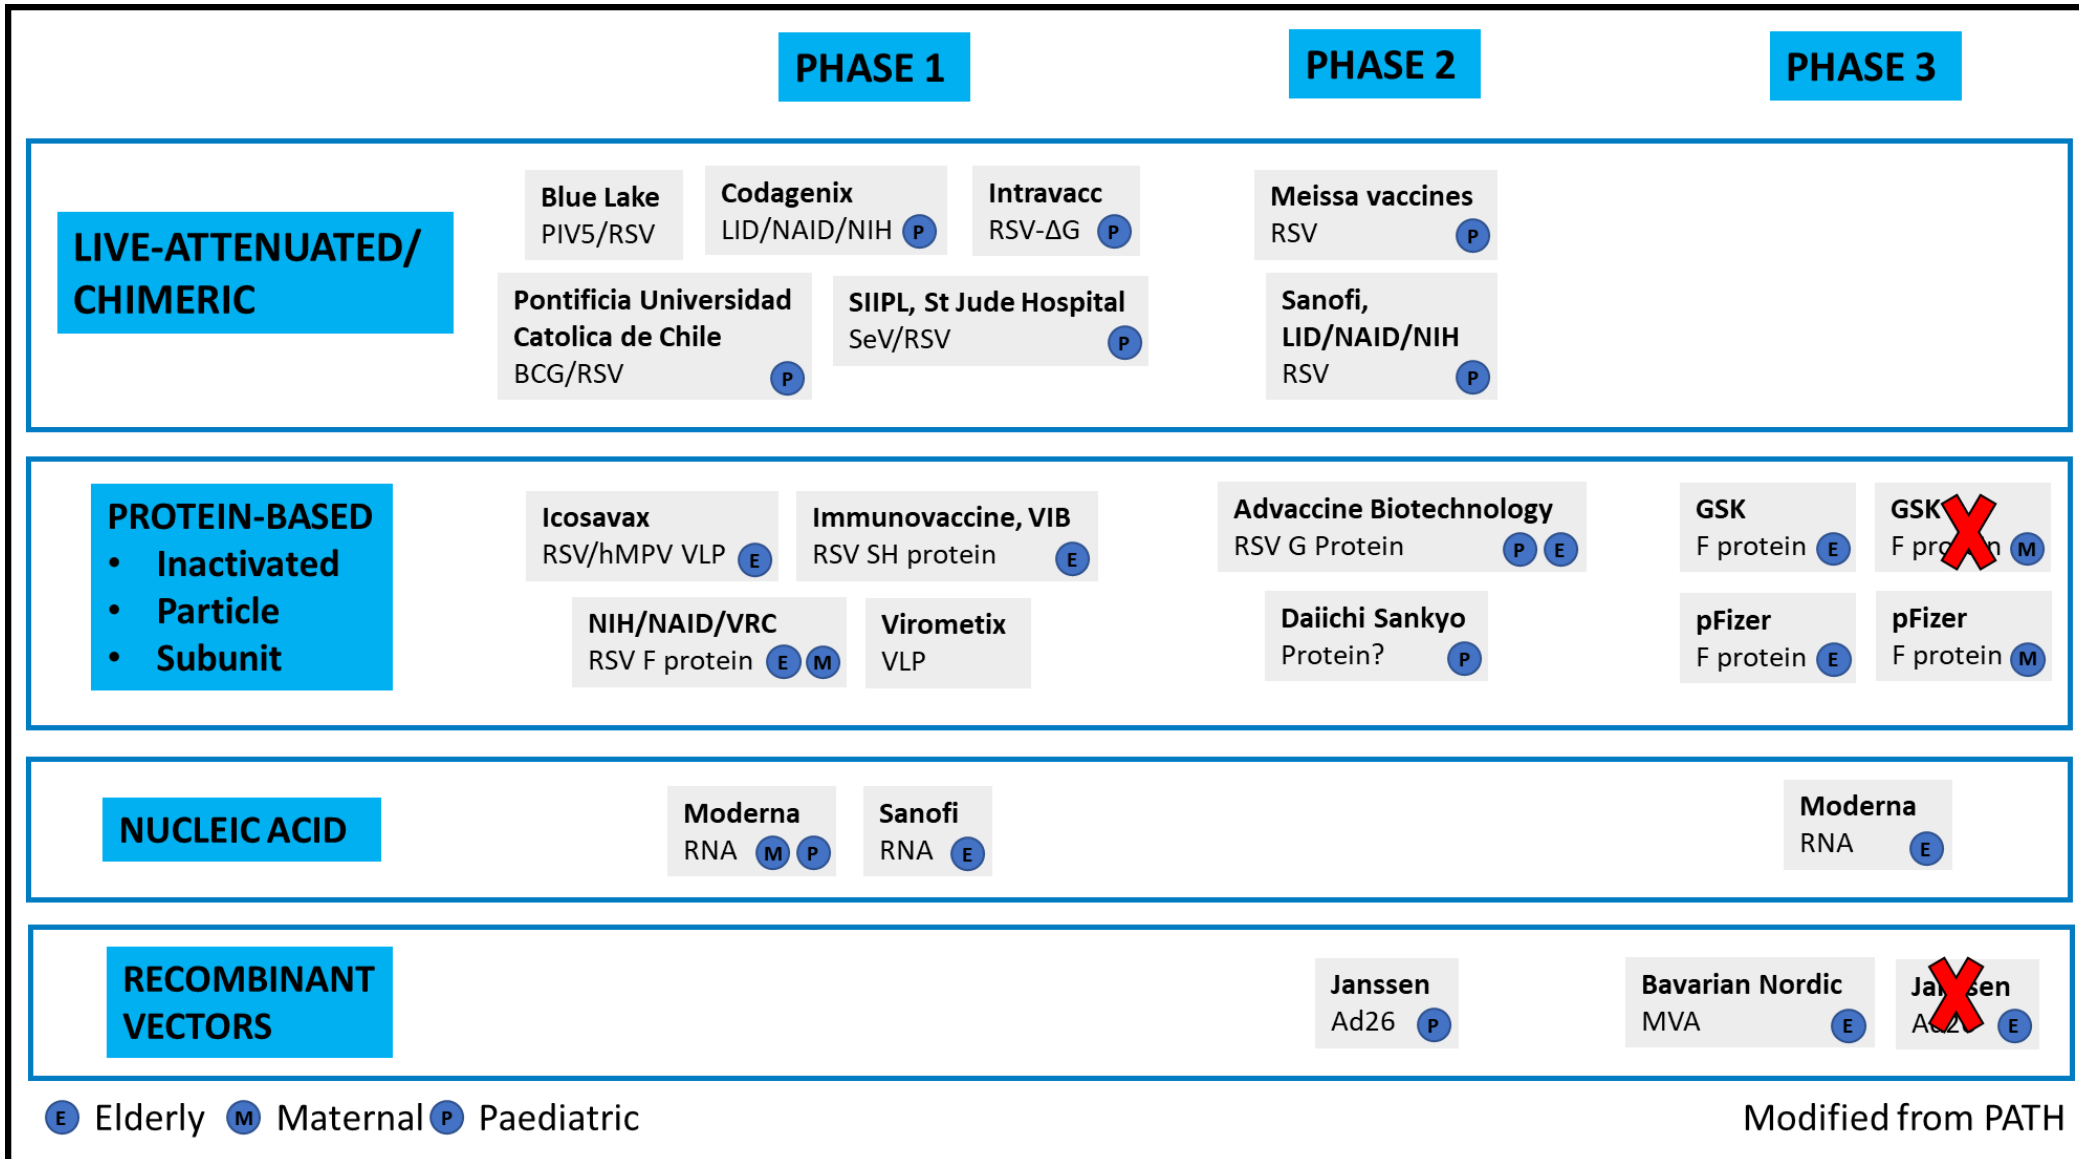 PHASE 1
PHASE 2
PHASE 3
LIVE-ATTENUATED/
CHIMERIC
Blue Lake
PIV5/RSV
Codagenix
LID/NAID/NIH P
Intravacc
RSV-ΔG P
Pontificia Universidad
Catolica de Chile
BCG/RSV P
SIIPL, St Jude Hospital
SeV/RSV P
Meissa vaccines
RSV P
Sanofi,
LID/NAID/NIH
RSV P
PROTEIN-BASED
• Inactivated
• Particle
• Subunit
Icosavax
RSV/hMPV VLP E
Immunovaccine, VIB
RSV SH protein E
NIH/NAID/VRC
RSV F protein E M
Virometix
VLP
Advaccine Biotechnology
RSV G Protein P E
Daiichi Sankyo
Protein? P
GSK
F protein E
GSK
F protein M
pFizer
F protein E
pFizer
F protein M
NUCLEIC ACID
Moderna
RNA M P
Sanofi
RNA E
Moderna
RNA E
RECOMBINANT
VECTORS
Janssen
Ad26 P
Bavarian Nordic
MVA E
Janssen
Ad26 E
E Elderly M Maternal P Paediatric
Modified from PATH